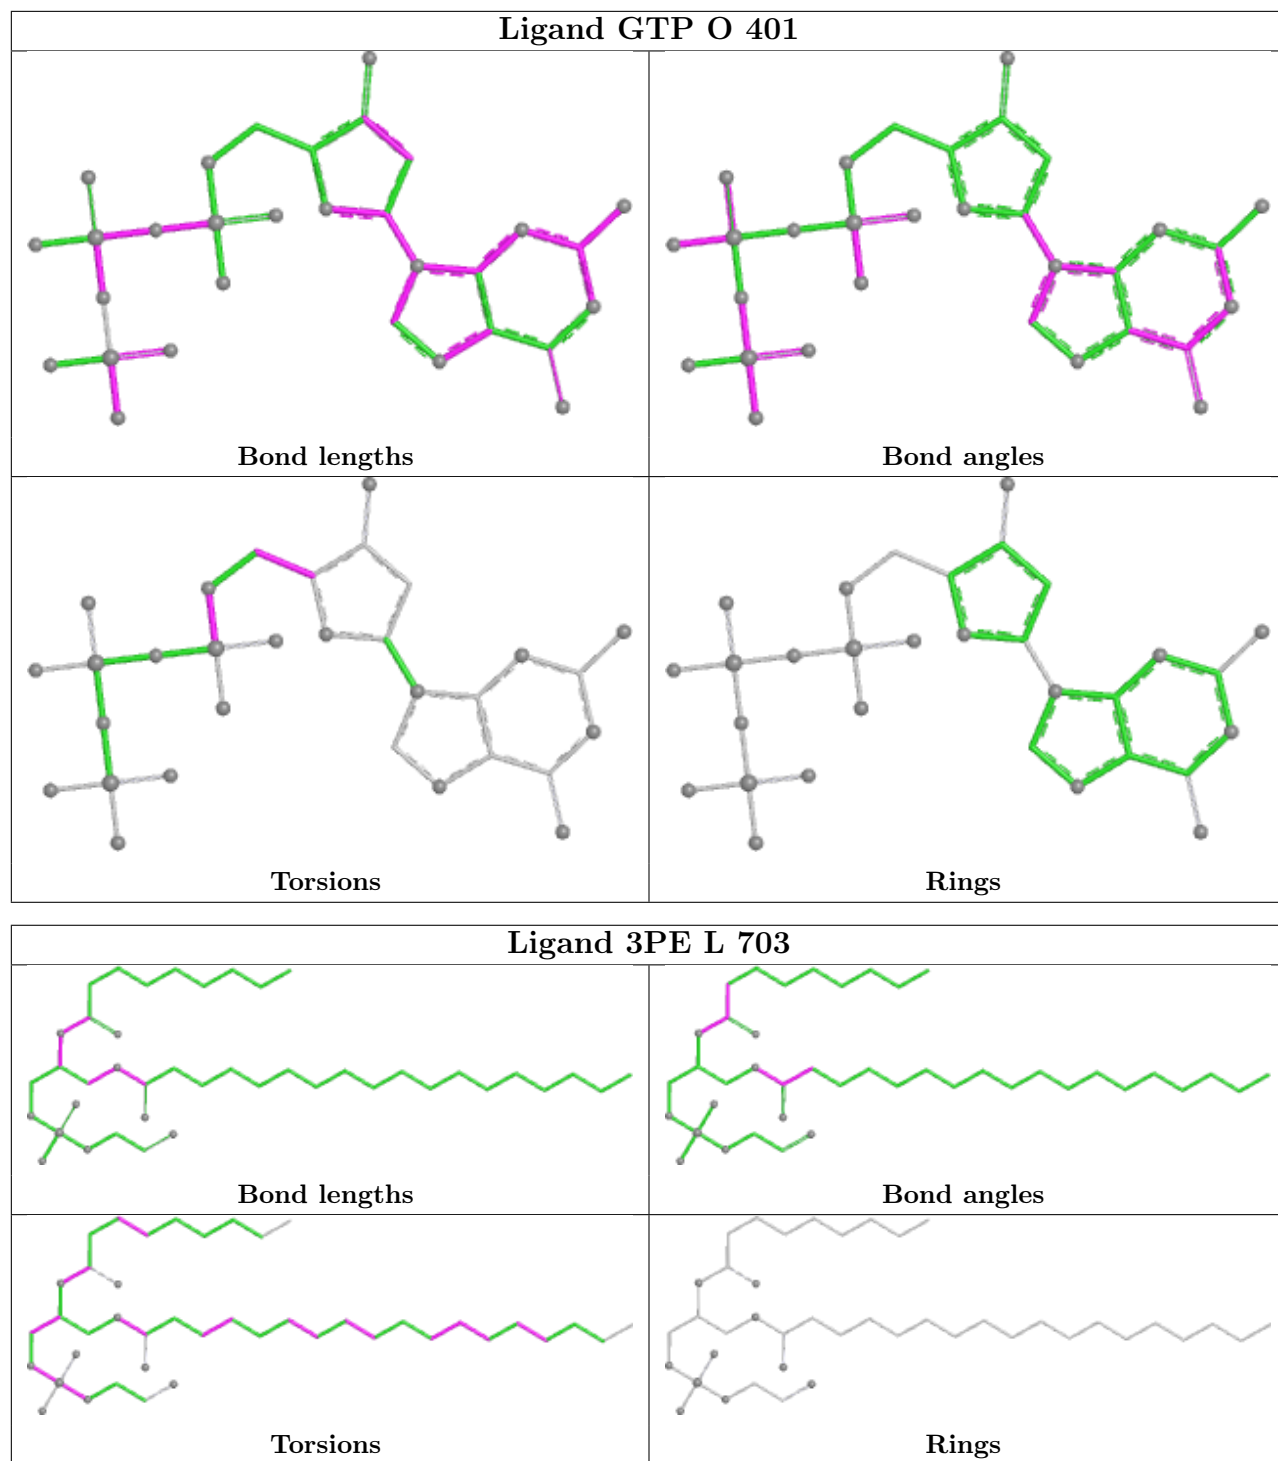 Ligand GTP O 401
Bond lengths
Bond angles
Torsions
Rings
Ligand 3PE L 703
Bond lengths
Bond angles
Torsions
Rings